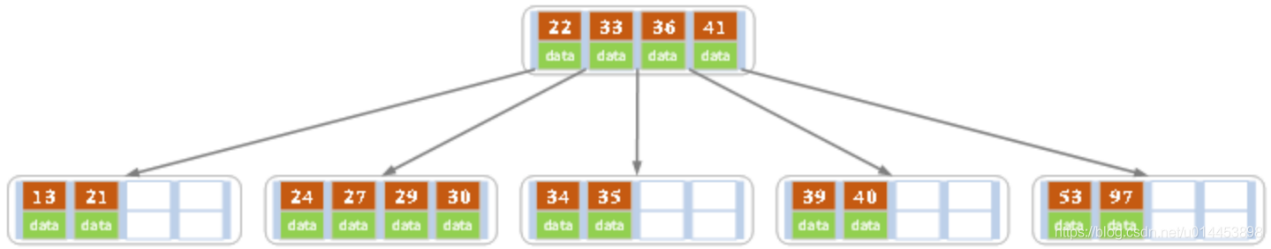 22 33 36 41
data data data data
13 21 24 27 29 30 34 35 39 40 53 97
data data data data data data data data data data data data
https://blog.csdn.net/u014453898